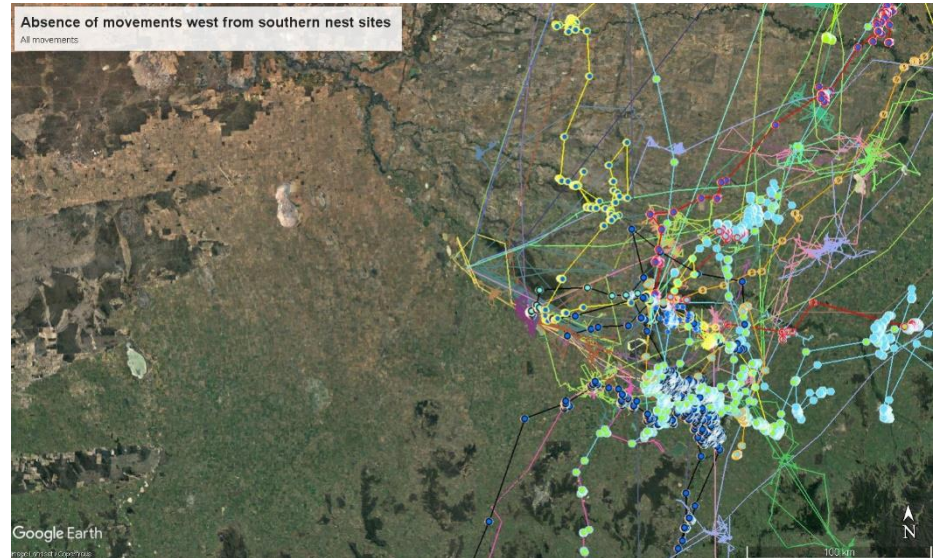 Absence of movements west from southern nest sites
All movements
Google Earth
100 km
N